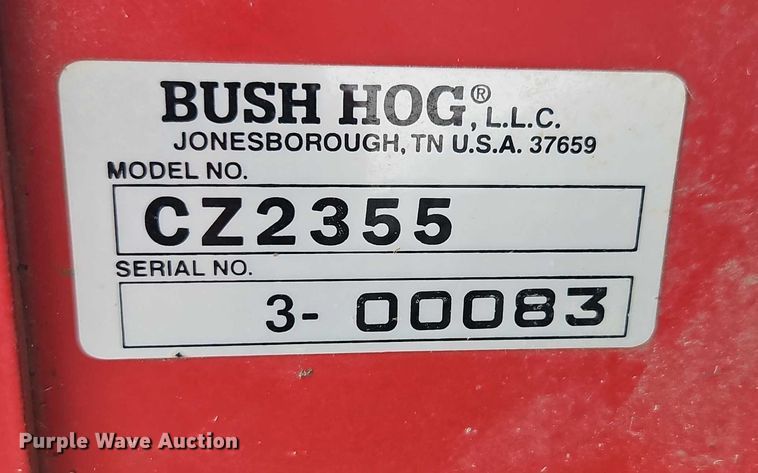 BUSH HOG®, L.L.C.
JONESBOROUGH, TN U.S.A. 37659
MODEL NO.
CZ2355
SERIAL NO.
3- 00083
Purple Wave Auction